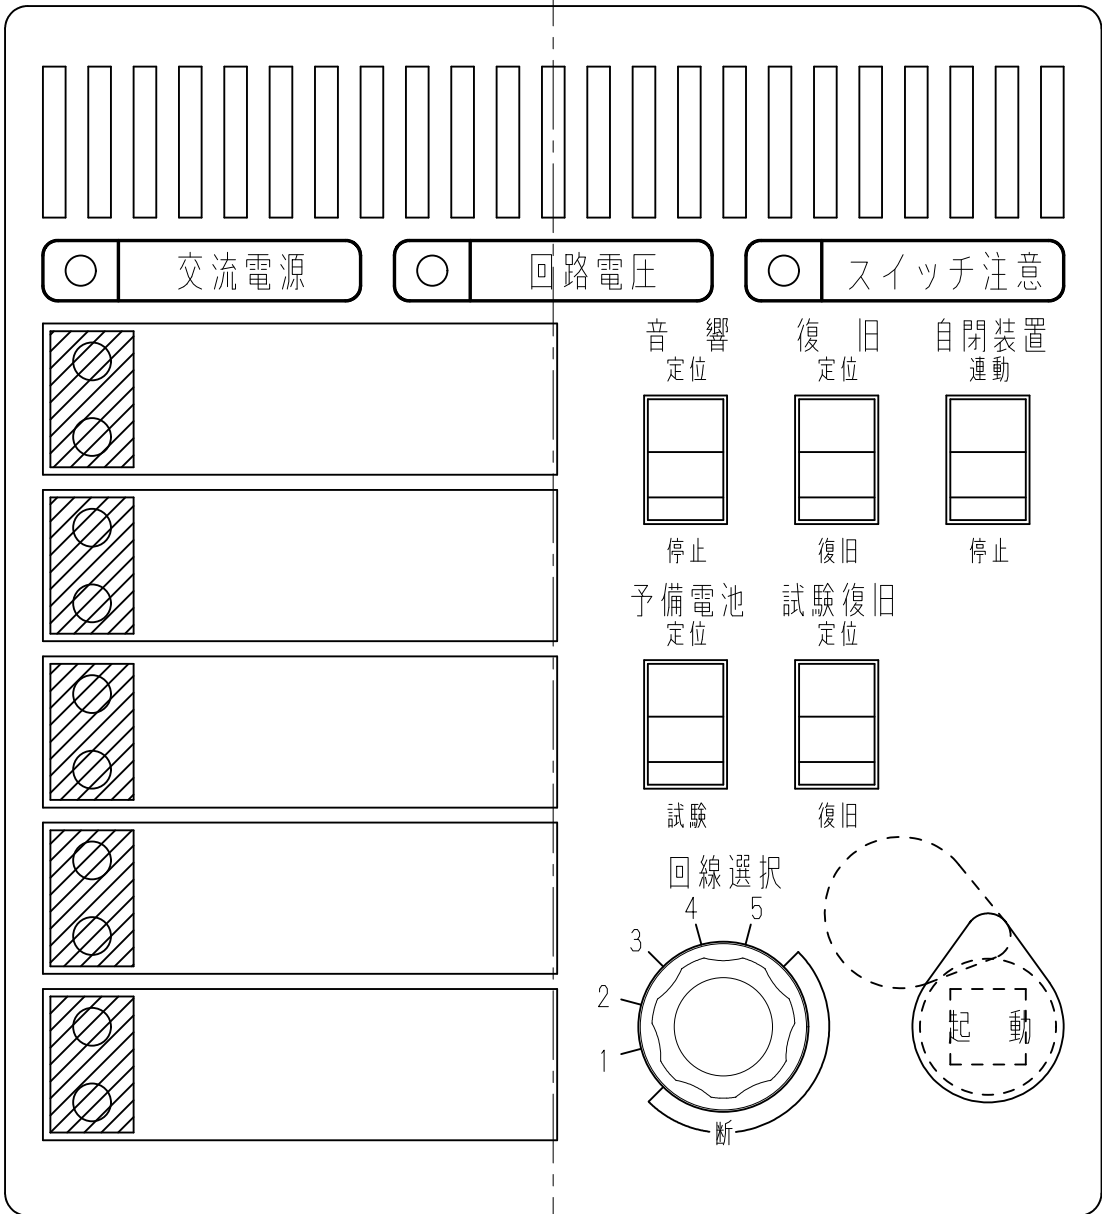 交流電源
回路電圧
スイッチ注意
音響
定位
停止
復旧
定位
復旧
自閉装置
連動
停止
予備電池
定位
試験
試験復旧
定位
復旧
回線選択
1
2
3
4
5
断
起動